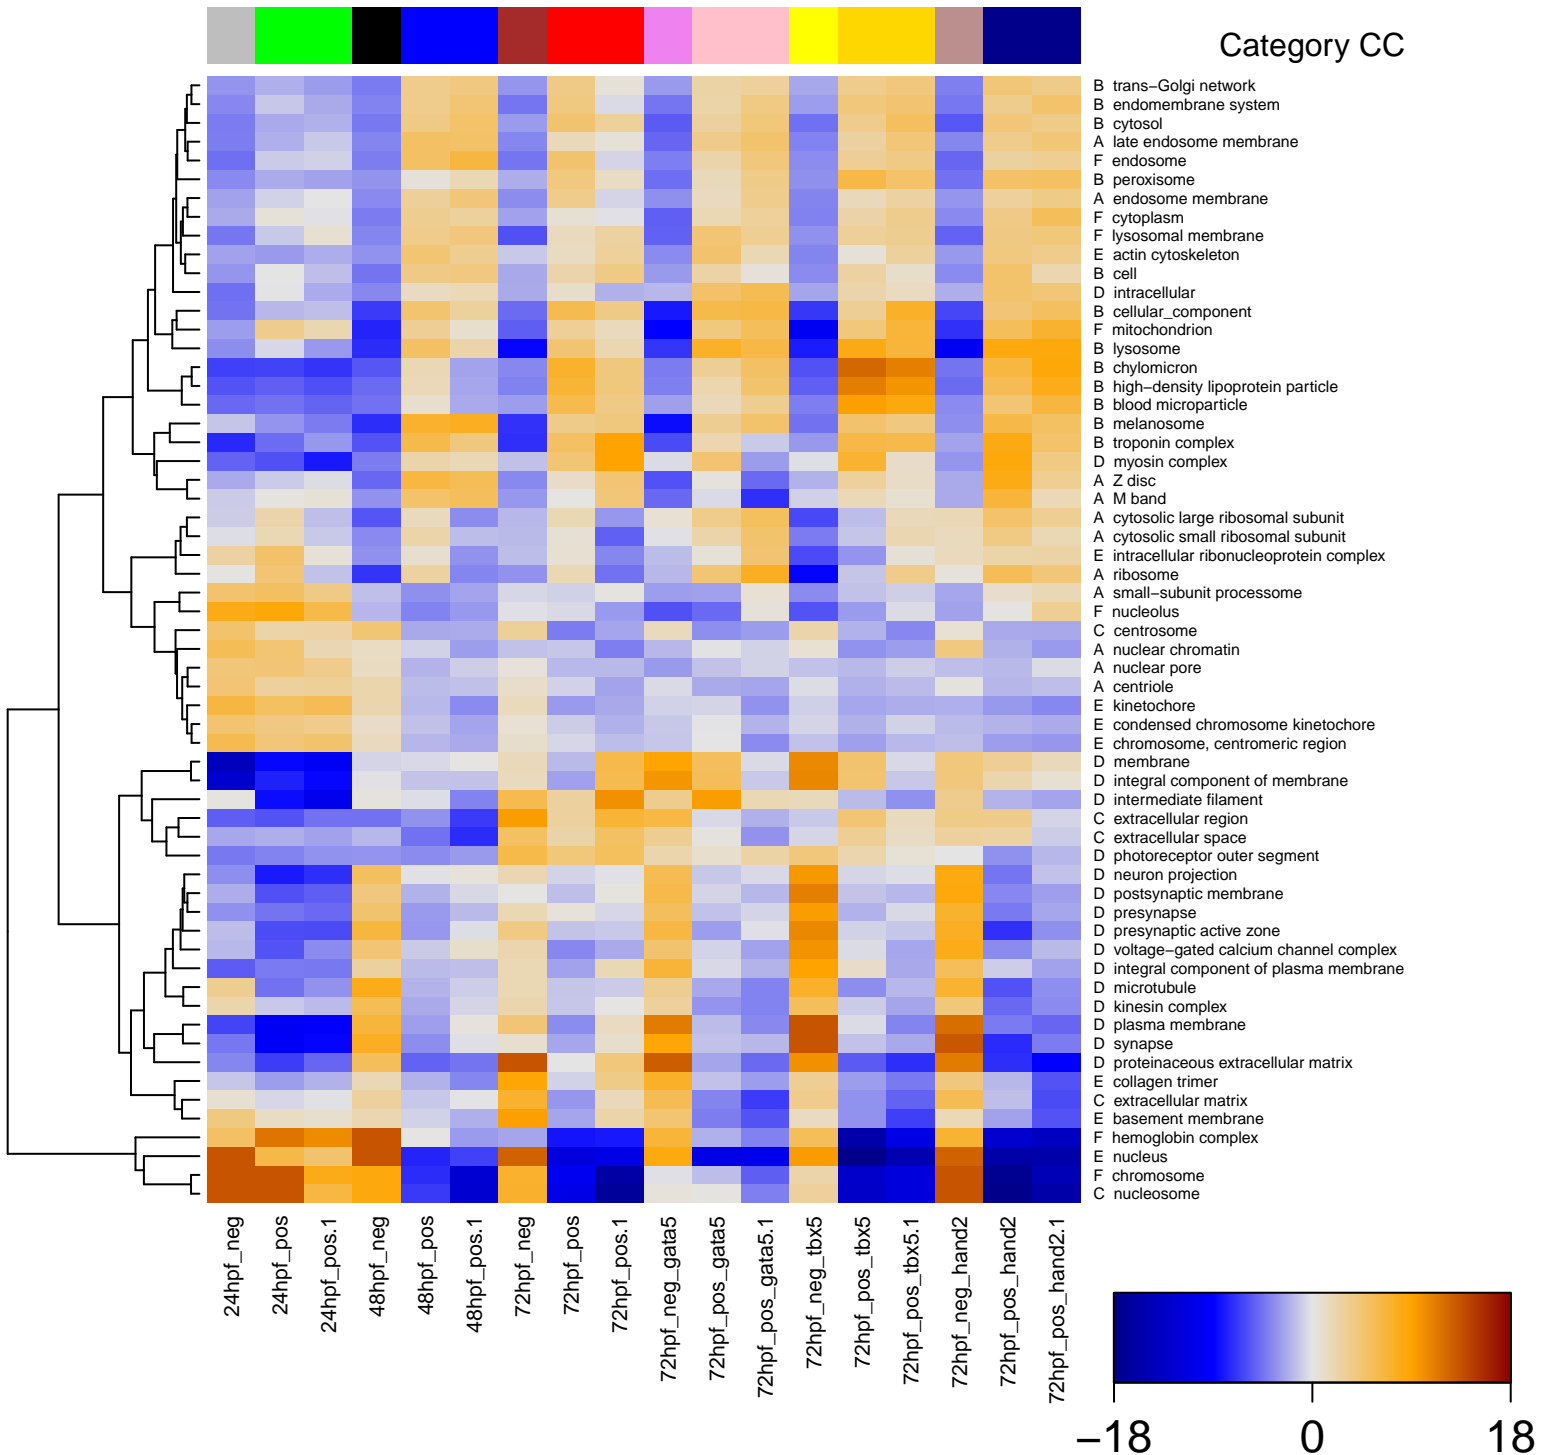 Category CC
B trans−Golgi network
B endomembrane system
B cytosol
A late endosome membrane
F endosome
B peroxisome
A endosome membrane
F cytoplasm
F lysosomal membrane
E actin cytoskeleton
B cell
D intracellular
B cellular_component
F mitochondrion
B lysosome
B chylomicron
B high−density lipoprotein particle
B blood microparticle
B melanosome
B troponin complex
D myosin complex
A Z disc
A M band
A cytosolic large ribosomal subunit
A cytosolic small ribosomal subunit
E intracellular ribonucleoprotein complex
A ribosome
A small−subunit processome
F nucleolus
C centrosome
A nuclear chromatin
A nuclear pore
A centriole
E kinetochore
E condensed chromosome kinetochore
E chromosome, centromeric region
D membrane
D integral component of membrane
D intermediate filament
C extracellular region
C extracellular space
D photoreceptor outer segment
D neuron projection
D postsynaptic membrane
D presynapse
D presynaptic active zone
D voltage−gated calcium channel complex
D integral component of plasma membrane
D microtubule
D kinesin complex
D plasma membrane
D synapse
D proteinaceous extracellular matrix
E collagen trimer
C extracellular matrix
E basement membrane
F hemoglobin complex
E nucleus
F chromosome
C nucleosome
24hpf_neg
24hpf_pos
24hpf_pos.1
48hpf_neg
48hpf_pos
48hpf_pos.1
72hpf_neg
72hpf_pos
72hpf_pos.1
72hpf_neg_gata5
72hpf_pos_gata5
72hpf_pos_gata5.1
72hpf_neg_tbx5
72hpf_pos_tbx5
72hpf_pos_tbx5.1
72hpf_neg_hand2
72hpf_pos_hand2
72hpf_pos_hand2.1
−18 0 18